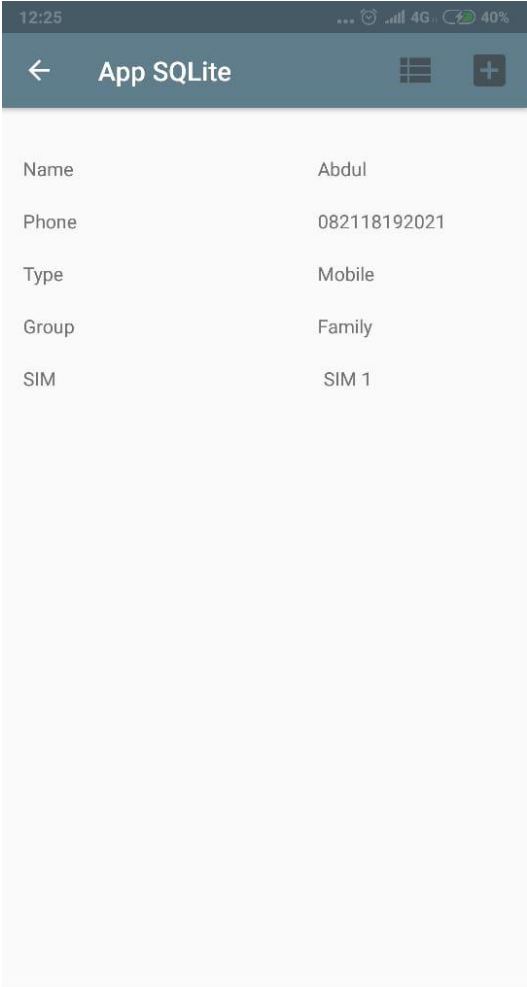 12:25 ... 4G 40%
App SQLite
Name Abdul
Phone 082118192021
Type Mobile
Group Family
SIM SIM 1